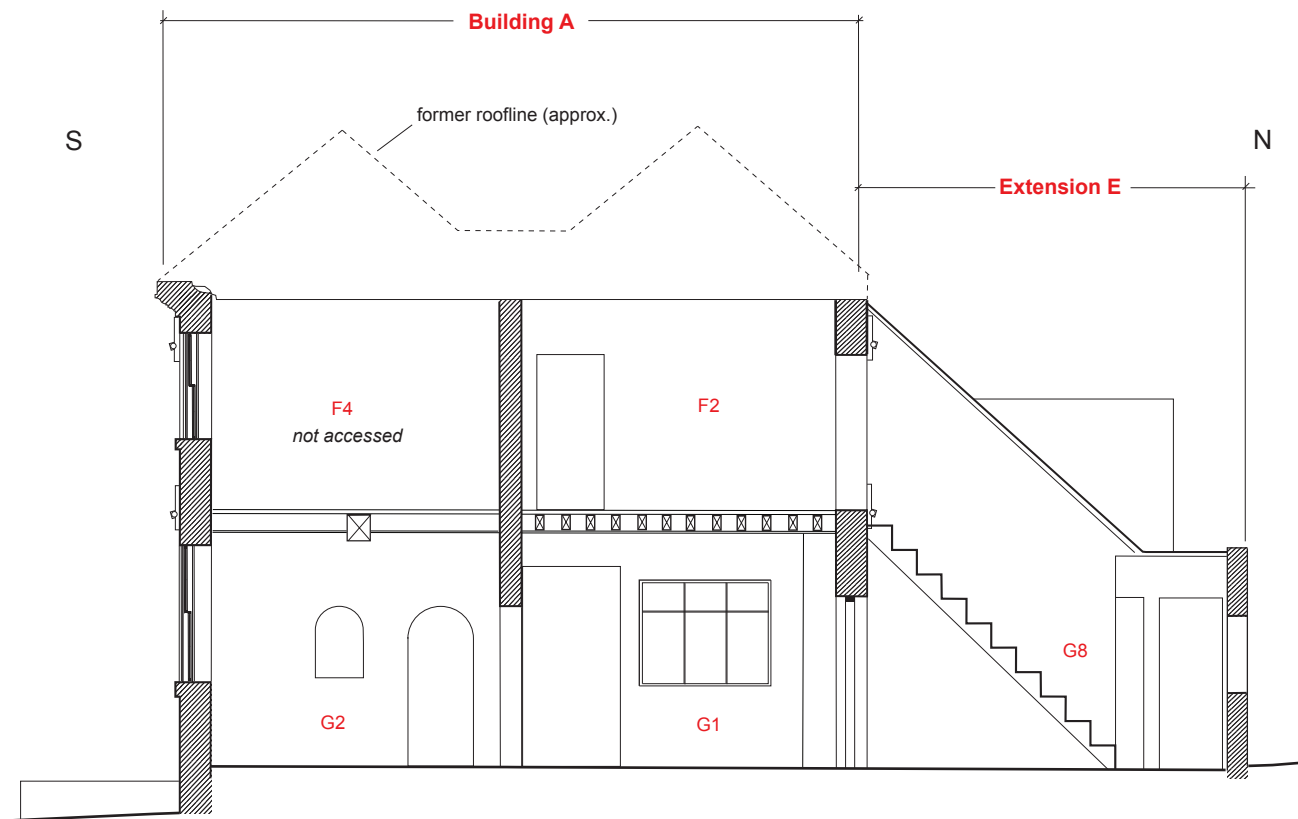 Building A
former roofline (approx.)
S
N
Extension E
F4
not accessed
F2
G8
G2
G1